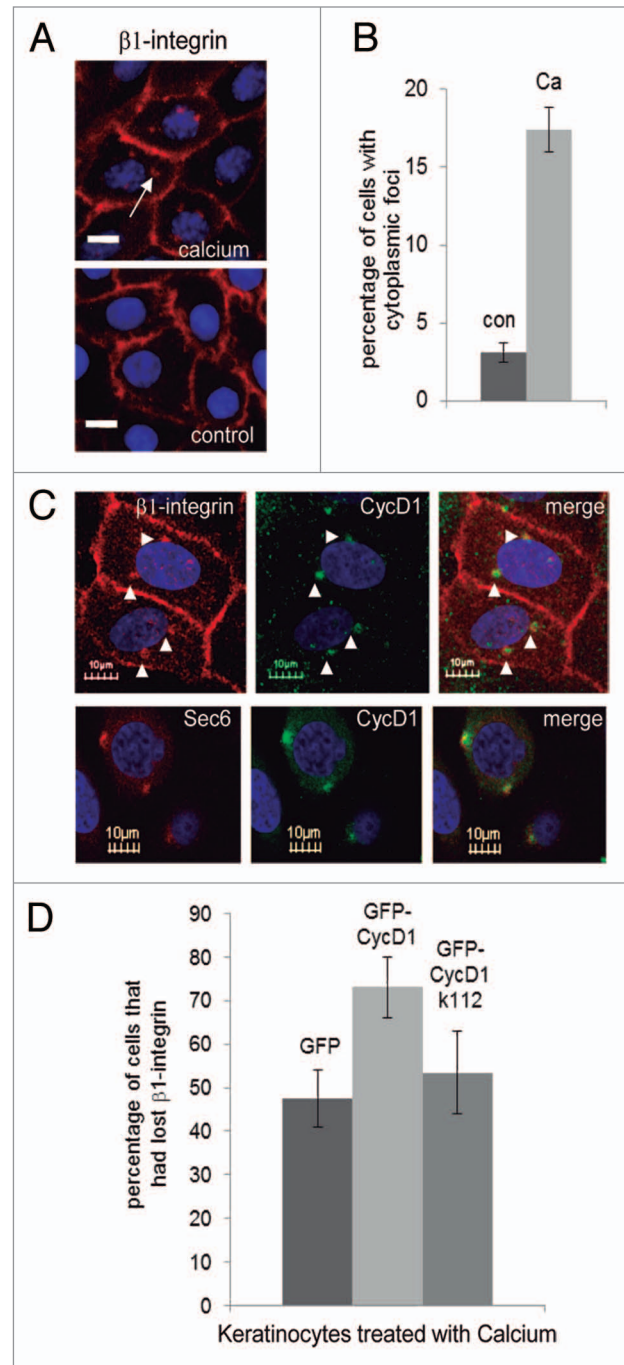 A
β1-integrin
calcium
control
B
percentage of cells with
cytoplasmic foci
20
15
10
5
0
con
Ca
C
β1-integrin
CycD1
merge
10µm
10µm
10µm
Sec6
CycD1
merge
10µm
10µm
10µm
D
percentage of cells that
had lost β1-integrin
90
80
70
60
50
40
30
20
10
0
GFP
GFP-
CycD1
GFP-
CycD1
k112
Keratinocytes treated with Calcium